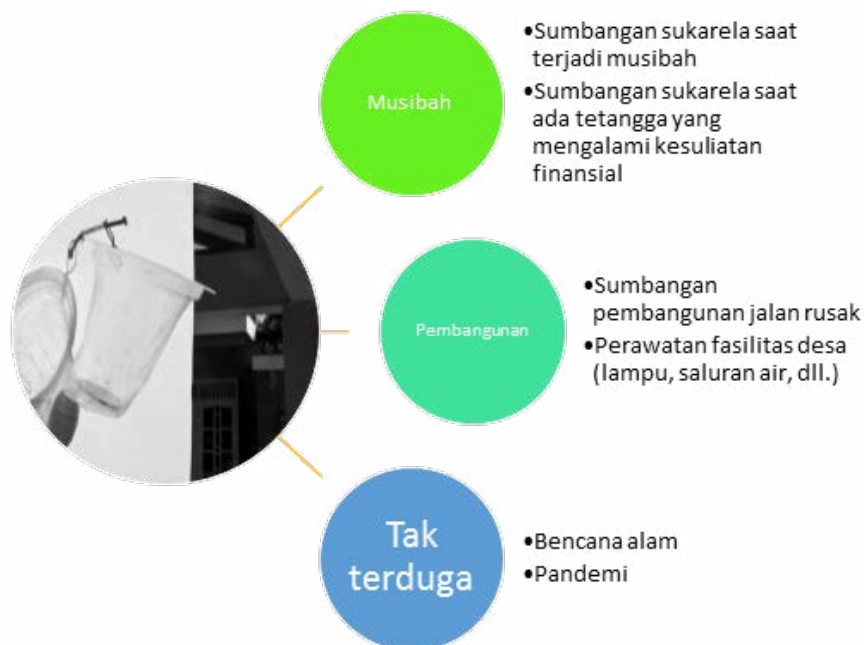 Musibah
•Sumbangan sukarela saat
terjadi musibah
•Sumbangan sukarela saat
ada tetangga yang
mengalami kesuliatan
finansial
Pembangunan
•Sumbangan
pembangunan jalan rusak
•Perawatan fasilitas desa
(lampu, saluran air, dll.)
Tak
terduga
•Bencana alam
•Pandemi